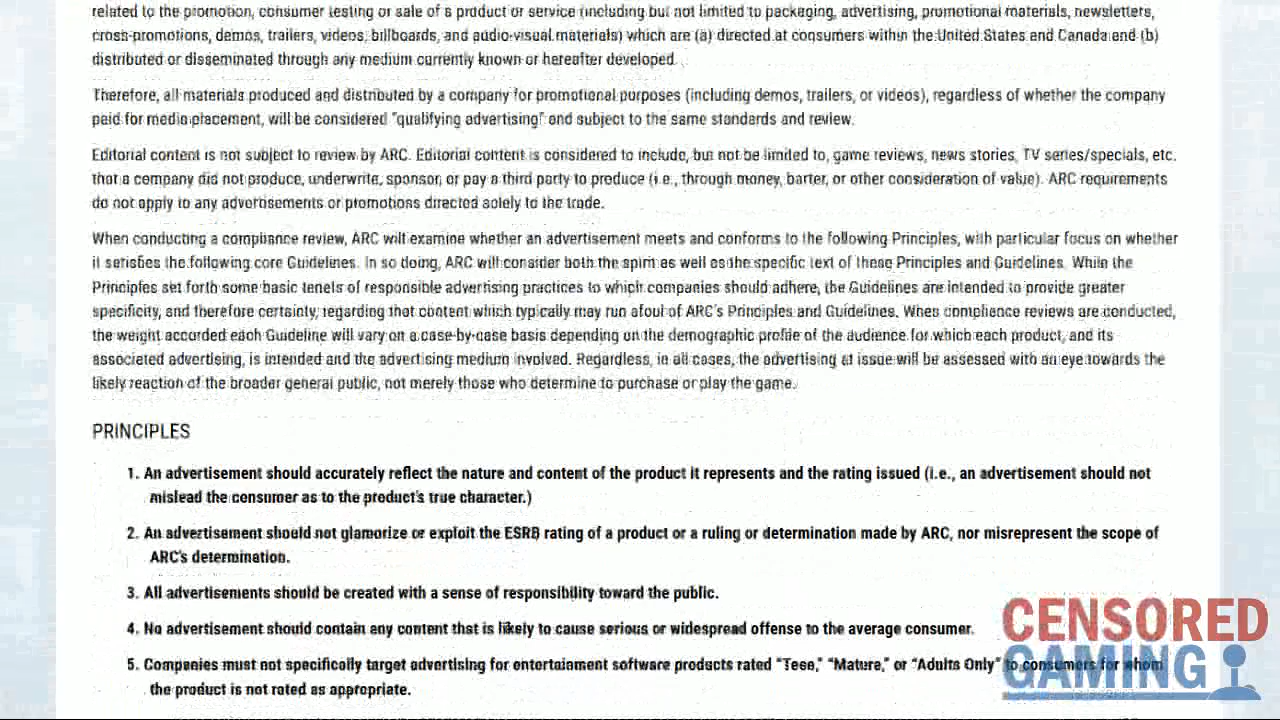 related to the promotion, consumer testing or sale of a product or service (including but not limited to packaging, advertising, promotional materials, newsletters,
cross-promotions, demos, trailers, videos, billboards, and audio-visual materials) which are (a) directed at consumers within the United States and Canada and (b)
distributed or disseminated through any medium currently known or hereafter developed.
Therefore, all materials produced and distributed by a company for promotional purposes (including demos, trailers, or videos), regardless of whether the company
paid for media placement, will be considered "qualifying advertising" and subject to the same standards and review.
Editorial content is not subject to review by ARC. Editorial content is considered to include, but not be limited to, game reviews, news stories, TV series/specials, etc.
that a company did not produce, underwrite, sponsor, or pay a third party to produce (i.e., through money, barter, or other consideration of value). ARC requirements
do not apply to any advertisements or promotions directed solely to the trade.
When conducting a compliance review, ARC will examine whether an advertisement meets and conforms to the following Principles, with particular focus on whether
it satisfies the following core Guidelines. In so doing, ARC will consider both the spirit as well as the specific text of these Principles and Guidelines. While the
Principles set forth some basic tenets of responsible advertising practices to which companies should adhere, the Guidelines are intended to provide greater
specificity, and therefore certainty, regarding that content which typically may run afoul of ARC's Principles and Guidelines. When compliance reviews are conducted,
the weight accorded each Guideline will vary on a case-by-case basis depending on the demographic profile of the audience for which each product, and its
associated advertising, is intended and the advertising medium involved. Regardless, in all cases, the advertising at issue will be assessed with an eye towards the
likely reaction of the broader general public, not merely those who determine to purchase or play the game.
PRINCIPLES
1. An advertisement should accurately reflect the nature and content of the product it represents and the rating issued (i.e., an advertisement should not
mislead the consumer as to the product's true character.)
2. An advertisement should not glamorize or exploit the ESRB rating of a product or a ruling or determination made by ARC, nor misrepresent the scope of
ARC's determination.
3. All advertisements should be created with a sense of responsibility toward the public.
4. No advertisement should contain any content that is likely to cause serious or widespread offense to the average consumer.
5. Companies must not specifically target advertising for entertainment software products rated "Teen," "Mature," or "Adults Only" to consumers for whom
the product is not rated as appropriate.
CENSORED
GAMING